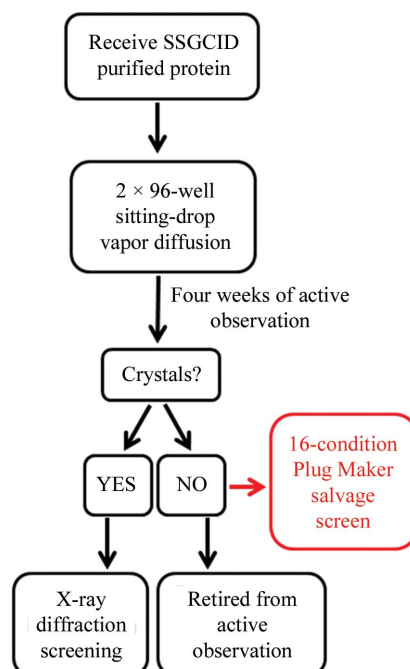 Receive SSGCID
purified protein
2 × 96-well
sitting-drop
vapor diffusion
Four weeks of active
observation
Crystals?
YES
NO
16-condition
Plug Maker
salvage
screen
X-ray
diffraction
screening
Retired from
active
observation